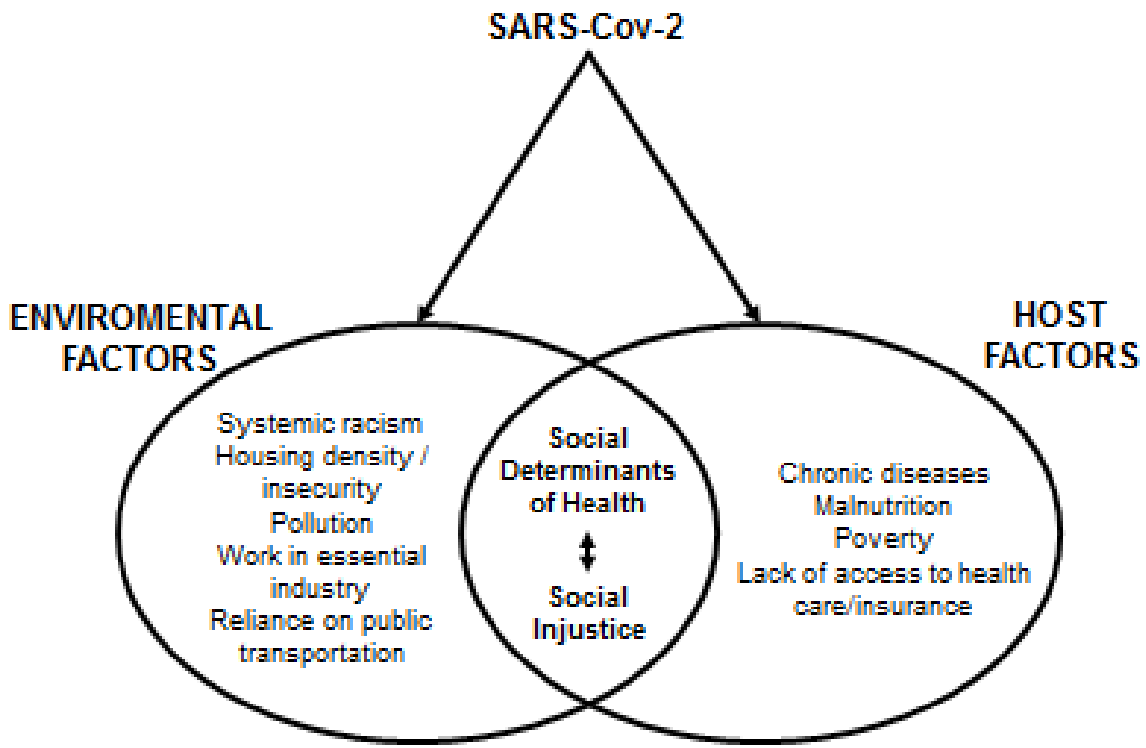 SARS-Cov-2
ENVIROMENTAL
FACTORS
Systemic racism
Housing density /
insecurity
Pollution
Work in essential
industry
Reliance on public
transportation
Social
Determinants
of Health
Social
Injustice
HOST
FACTORS
Chronic diseases
Malnutrition
Poverty
Lack of access to health
care/insurance